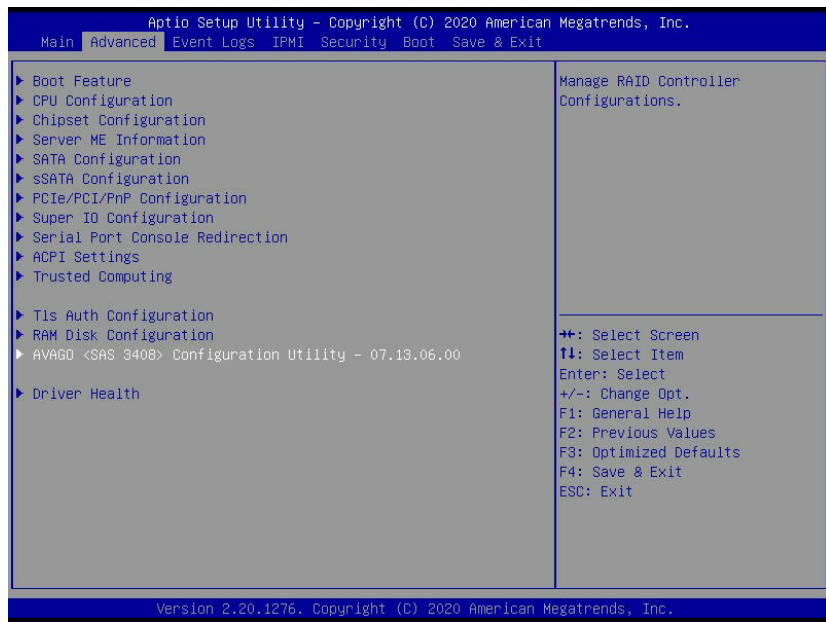 Aptio Setup Utility – Copyright (C) 2020 American Megatrends, Inc.
Main Advanced Event Logs IPMI Security Boot Save & Exit
▶ Boot Feature
▶ CPU Configuration
▶ Chipset Configuration
▶ Server ME Information
▶ SATA Configuration
▶ sSATA Configuration
▶ PCIe/PCI/PnP Configuration
▶ Super IO Configuration
▶ Serial Port Console Redirection
▶ ACPI Settings
▶ Trusted Computing
▶ Tls Auth Configuration
▶ RAM Disk Configuration
▶ AVAGO <SAS 3408> Configuration Utility – 07.13.06.00
▶ Driver Health
Manage RAID Controller
Configurations.
→←: Select Screen
↑↓: Select Item
Enter: Select
+/-: Change Opt.
F1: General Help
F2: Previous Values
F3: Optimized Defaults
F4: Save & Exit
ESC: Exit
Version 2.20.1276. Copyright (C) 2020 American Megatrends, Inc.